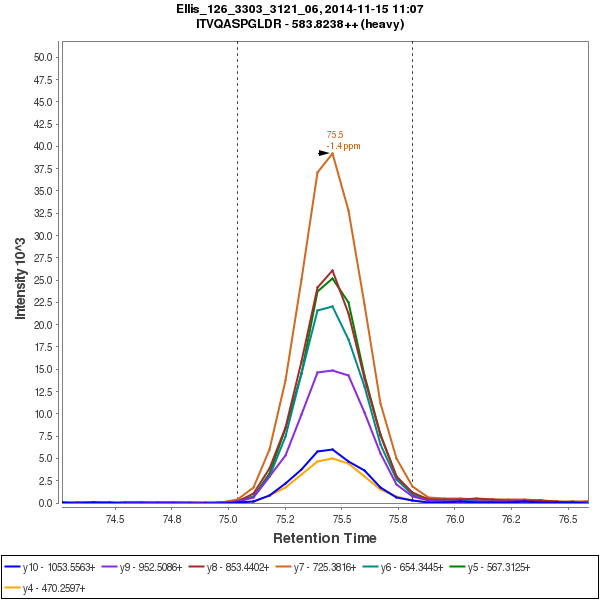 Ellis_126_3303_3121_06, 2014-11-15 11:07
ITVQASPGLDR - 583.8238++ (heavy)
50.0
47.5
45.0
42.5
40.0
37.5
35.0
32.5
30.0
27.5
25.0
22.5
20.0
17.5
15.0
12.5
10.0
7.5
5.0
2.5
0.0
Intensity 10^3
75.5
-1.4 ppm
74.5 74.8 75.0 75.2 75.5 75.8 76.0 76.2 76.5
Retention Time
y10 - 1053.5563+ y9 - 952.5086+ y8 - 853.4402+ y7 - 725.3816+ y6 - 654.3445+ y5 - 567.3125+
y4 - 470.2597+